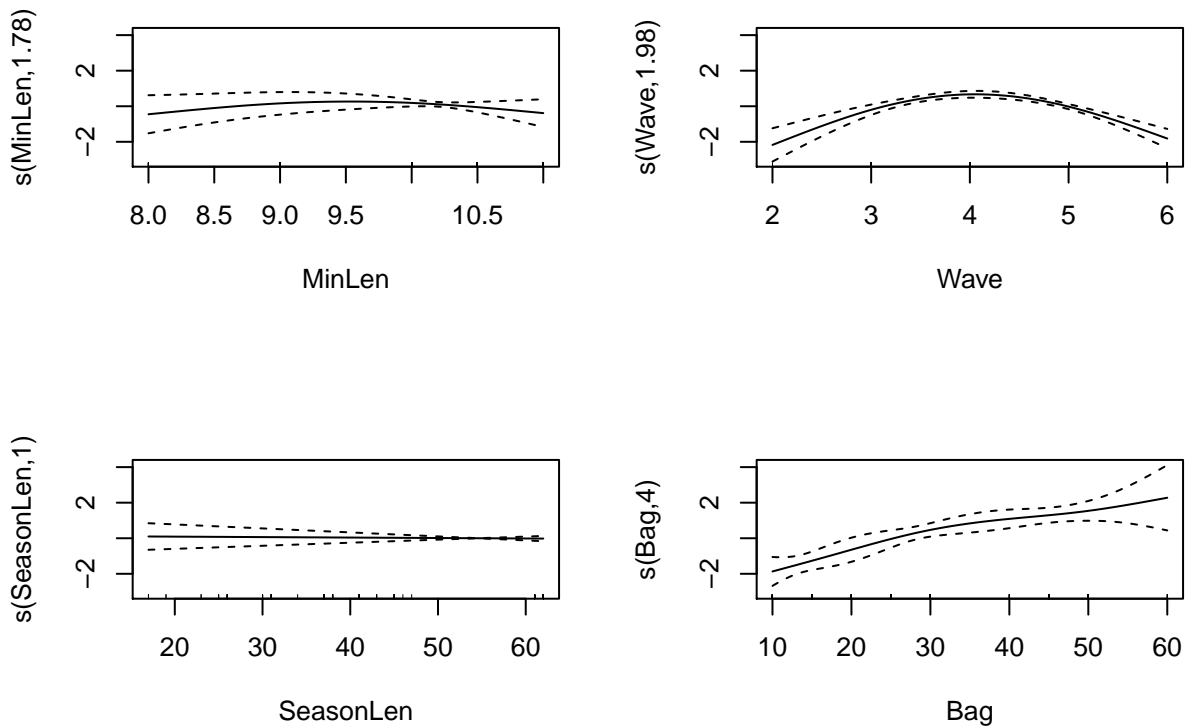 s(MinLen,1.78)
2
−2
8.0 8.5 9.0 9.5 10.5
MinLen
s(Wave,1.98)
2
−2
2 3 4 5 6
Wave
s(SeasonLen,1)
2
−2
20 30 40 50 60
SeasonLen
s(Bag,4)
2
−2
10 20 30 40 50 60
Bag